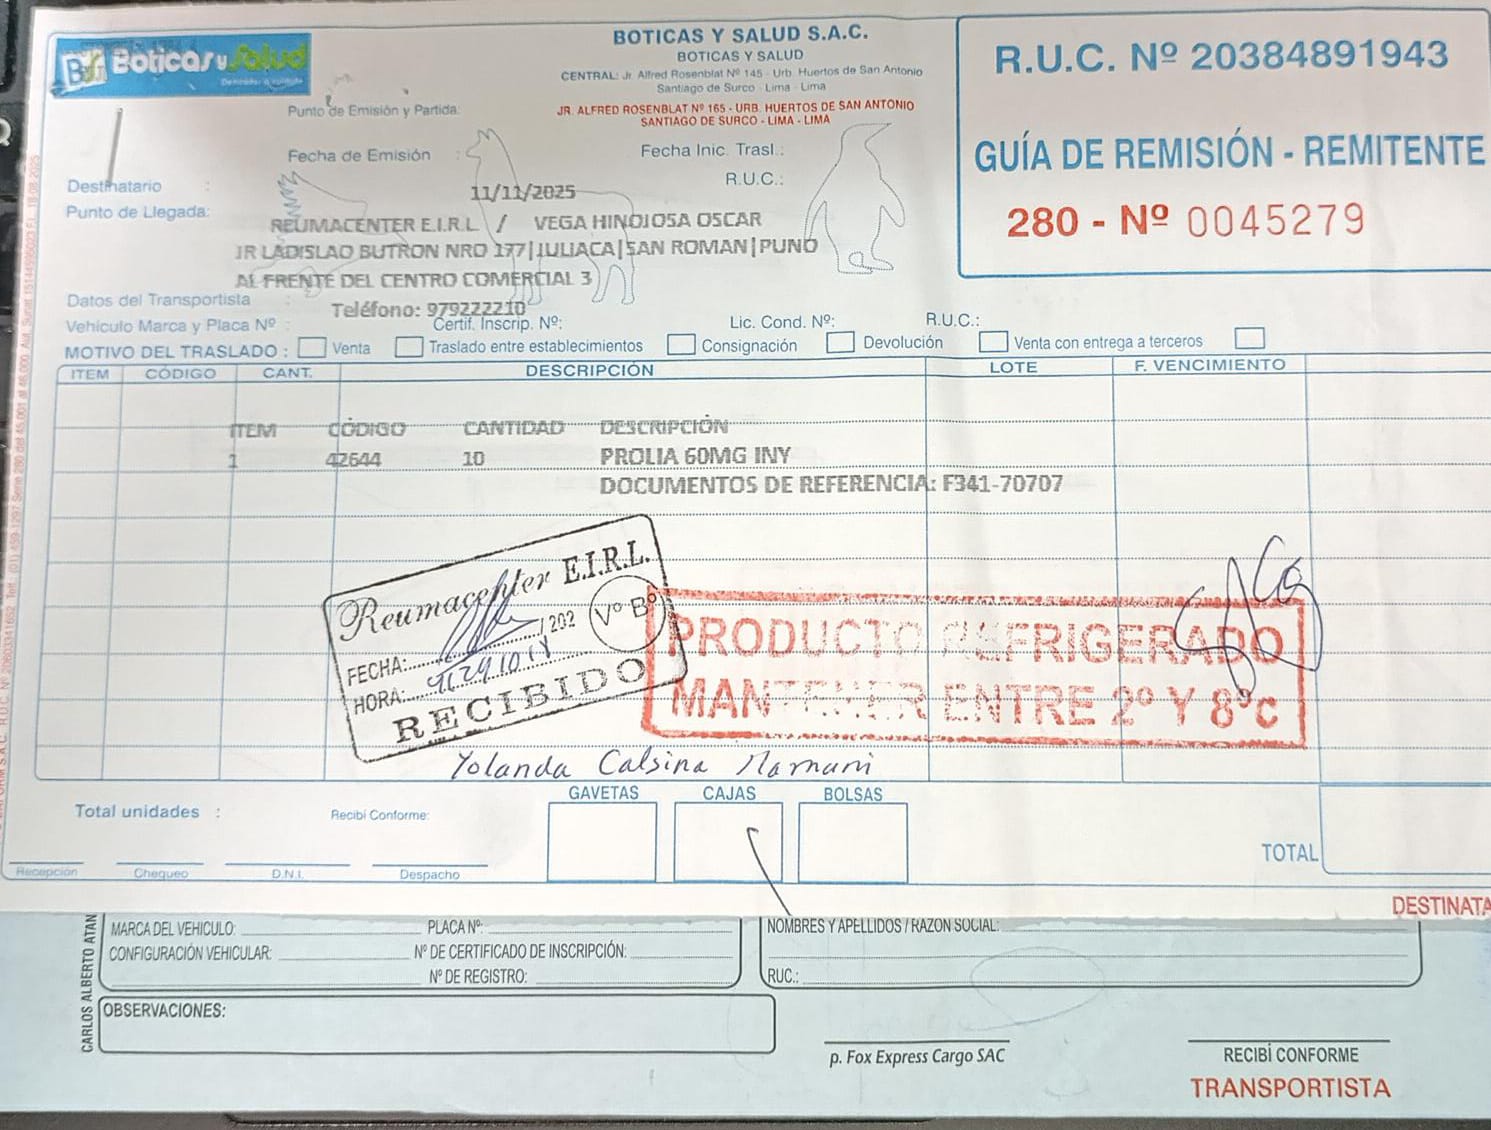 Boticas y Salud
BOTICAS Y SALUD S.A.C.
BOTICAS Y SALUD
CENTRAL: Jr. Alfred Rosenblat Nº 145 - Urb. Huertos de San Antonio
Santiago de Surco - Lima - Lima
Punto de Emisión y Partida:
JR. ALFRED ROSENBLAT Nº 165 - URB. HUERTOS DE SAN ANTONIO
SANTIAGO DE SURCO - LIMA - LIMA
R.U.C. Nº 20384891943
GUÍA DE REMISIÓN - REMITENTE
280 - Nº 0045279
Fecha de Emisión :
Fecha Inic. Trasl.:
Destinatario :
11/11/2025
R.U.C.:
Punto de Llegada:
REUMACENTER E.I.R.L / VEGA HINOJOSA OSCAR
JR LADISLAO BUTRON NRO 177|JULIACA|SAN ROMAN|PUNO
AL FRENTE DEL CENTRO COMERCIAL 3
Datos del Transportista :
Teléfono: 979222210
Vehículo Marca y Placa Nº :
Certif. Inscrip. Nº:
Lic. Cond. Nº:
R.U.C.:
MOTIVO DEL TRASLADO : Venta Traslado entre establecimientos Consignación Devolución Venta con entrega a terceros
ITEM CÓDIGO CANT. DESCRIPCIÓN LOTE F. VENCIMIENTO
ITEM CÓDIGO CANTIDAD DESCRIPCIÓN
1 42644 10 PROLIA 60MG INY
DOCUMENTOS DE REFERENCIA: F341-70707
Reumacenter E.I.R.L.
FECHA: / 202
Vº Bº
HORA:
RECIBIDO
PRODUCTO REFRIGERADO
MANTENER ENTRE 2º Y 8ºC
Yolanda Calsina Mamani
GAVETAS CAJAS BOLSAS
Total unidades :
Recibí Conforme:
TOTAL
Recepción Chequeo D.N.I. Despacho
DESTINATA
CARLOS ALBERTO ATAN
MARCA DEL VEHICULO: PLACA Nº:
CONFIGURACIÓN VEHICULAR: Nº DE CERTIFICADO DE INSCRIPCIÓN:
Nº DE REGISTRO:
NOMBRES Y APELLIDOS / RAZON SOCIAL:
RUC.:
OBSERVACIONES:
p. Fox Express Cargo SAC
RECIBÍ CONFORME
TRANSPORTISTA